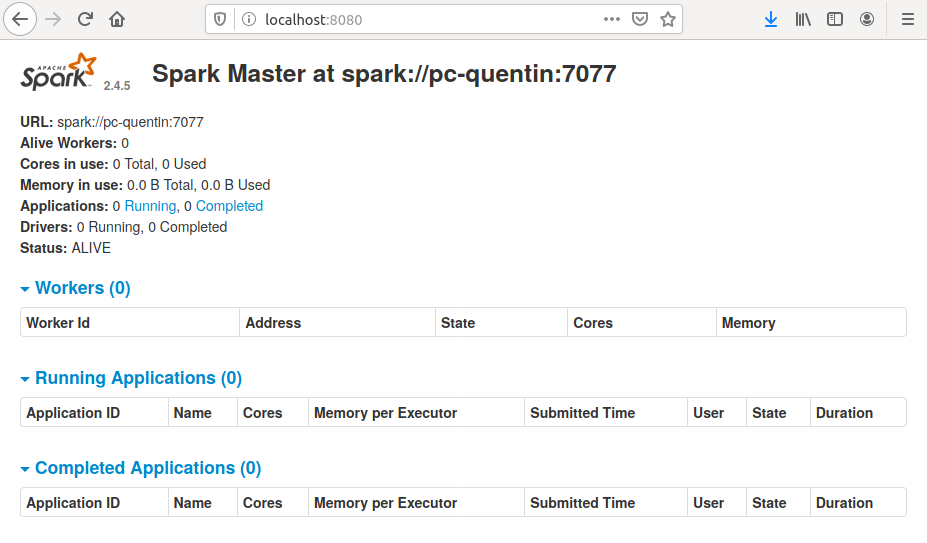 localhost:8080
APACHE
Spark 2.4.5 Spark Master at spark://pc-quentin:7077
URL: spark://pc-quentin:7077
Alive Workers: 0
Cores in use: 0 Total, 0 Used
Memory in use: 0.0 B Total, 0.0 B Used
Applications: 0 Running, 0 Completed
Drivers: 0 Running, 0 Completed
Status: ALIVE
Workers (0)
Worker Id Address State Cores Memory
Running Applications (0)
Application ID Name Cores Memory per Executor Submitted Time User State Duration
Completed Applications (0)
Application ID Name Cores Memory per Executor Submitted Time User State Duration